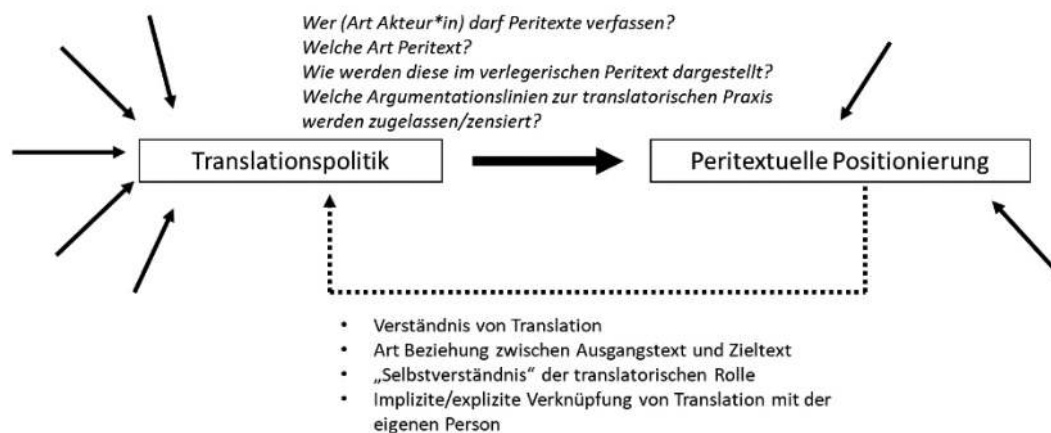 Wer (Art Akteur*in) darf Peritexte verfassen?
Welche Art Peritext?
Wie werden diese im verlegerischen Peritext dargestellt?
Welche Argumentationslinien zur translatorischen Praxis
werden zugelassen/zensiert?
Translationspolitik
Peritextuelle Positionierung
• Verständnis von Translation
• Art Beziehung zwischen Ausgangstext und Zieltext
• „Selbstverständnis“ der translatorischen Rolle
• Implizite/explizite Verknüpfung von Translation mit der
eigenen Person